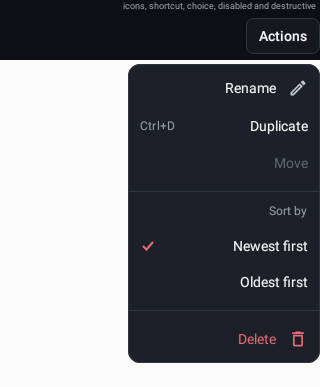 icons, shortcut, choice, disabled and destructive
Actions
Rename
Ctrl+D Duplicate
Move
Sort by
Newest first
Oldest first
Delete